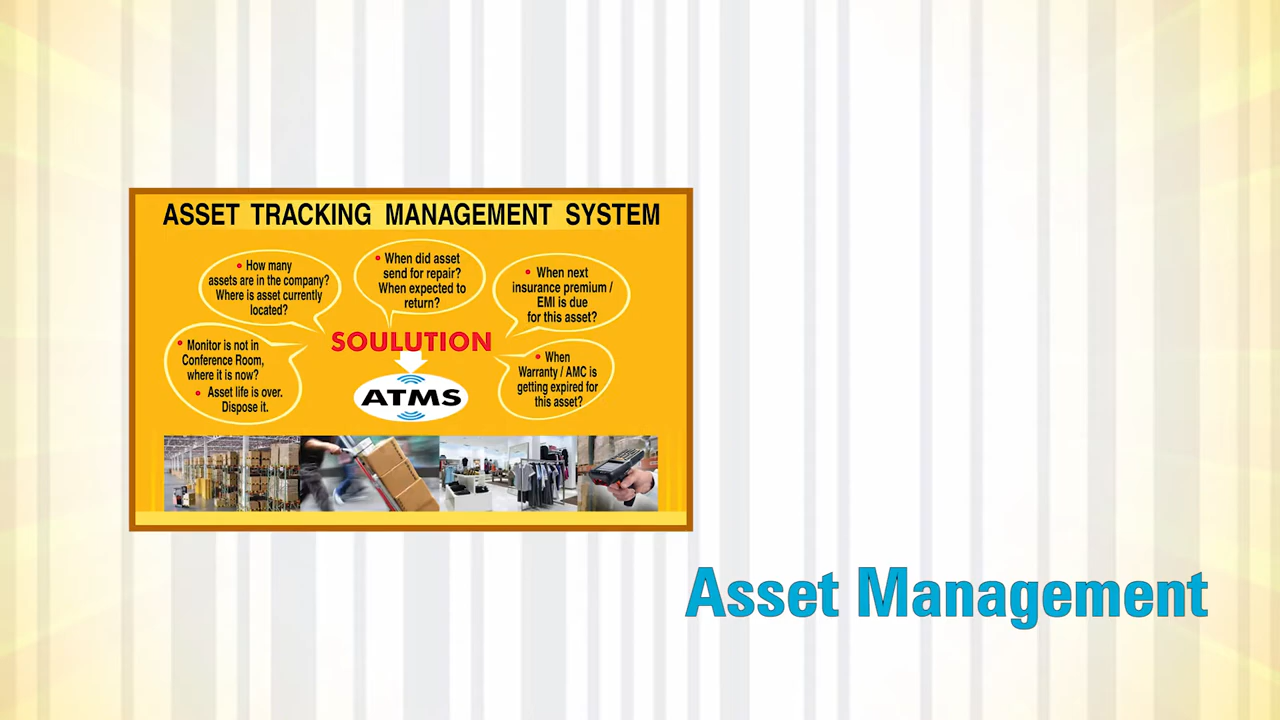 ASSET TRACKING MANAGEMENT SYSTEM
• How many
assets are in the company?
Where is asset currently
located?
• When did asset
send for repair?
When expected to
return?
• When next
insurance premium /
EMI is due
for this asset?
• Monitor is not in
Conference Room,
where it is now?
• Asset life is over.
Dispose it.
SOULUTION
ATMS
• When
Warranty / AMC is
getting expired for
this asset?
Asset Management